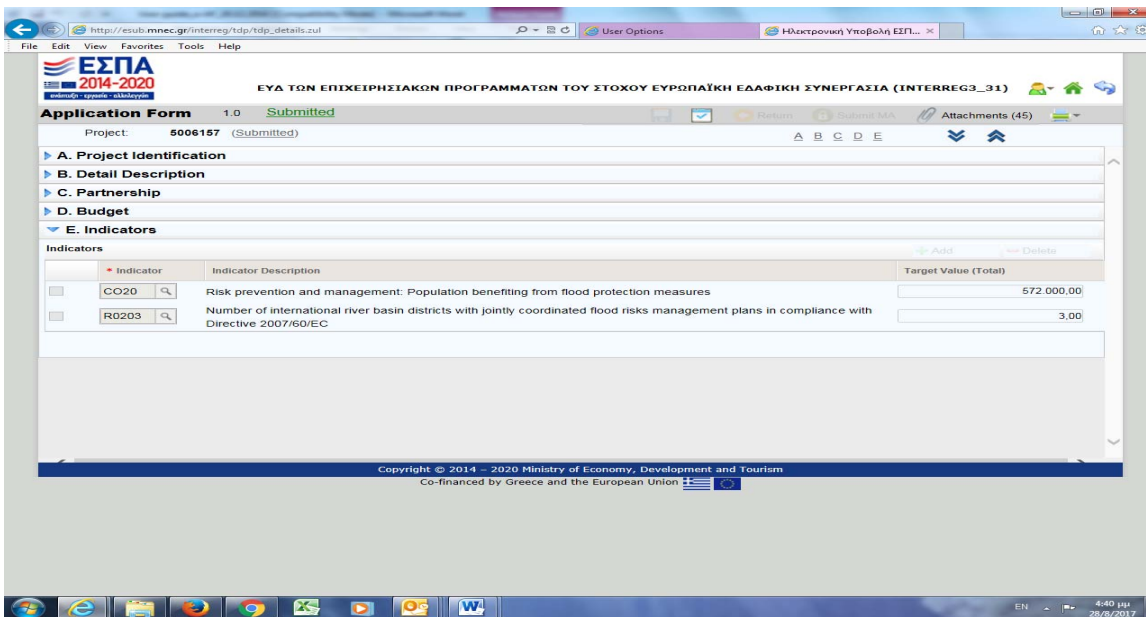 http://esub.mnec.gr/interreg/tdp/tdp_details.zul
User Options
Ηλεκτρονική Υποβολή ΕΣΠ...
File Edit View Favorites Tools Help
ΕΣΠΑ
2014-2020
ανάπτυξη - εργασία - αλληλεγγύη
ΕΥΔ ΤΩΝ ΕΠΙΧΕΙΡΗΣΙΑΚΩΝ ΠΡΟΓΡΑΜΜΑΤΩΝ ΤΟΥ ΣΤΟΧΟΥ ΕΥΡΩΠΑΪΚΗ ΕΔΑΦΙΚΗ ΣΥΝΕΡΓΑΣΙΑ (INTERREG3_31)
Application Form 1.0 Submitted Return Submit MA Attachments (45)
Project: 5006157 (Submitted) A B C D E
A. Project Identification
B. Detail Description
C. Partnership
D. Budget
E. Indicators
Indicators Add Delete
* Indicator Indicator Description Target Value (Total)
CO20 Risk prevention and management: Population benefiting from flood protection measures 572.000,00
R0203 Number of international river basin districts with jointly coordinated flood risks management plans in compliance with Directive 2007/60/EC 3,00
Copyright © 2014 – 2020 Ministry of Economy, Development and Tourism
Co-financed by Greece and the European Union
EN 4:40 μμ
28/8/2017